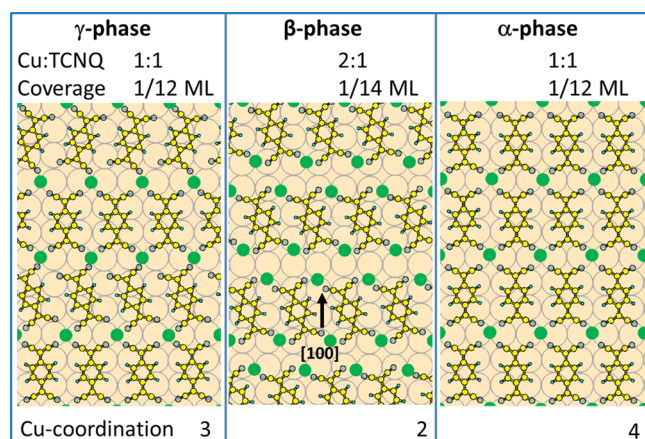 γ-phase β-phase α-phase
Cu:TCNQ 1:1 2:1 1:1
Coverage 1/12 ML 1/14 ML 1/12 ML
[100]
Cu-coordination 3 2 4